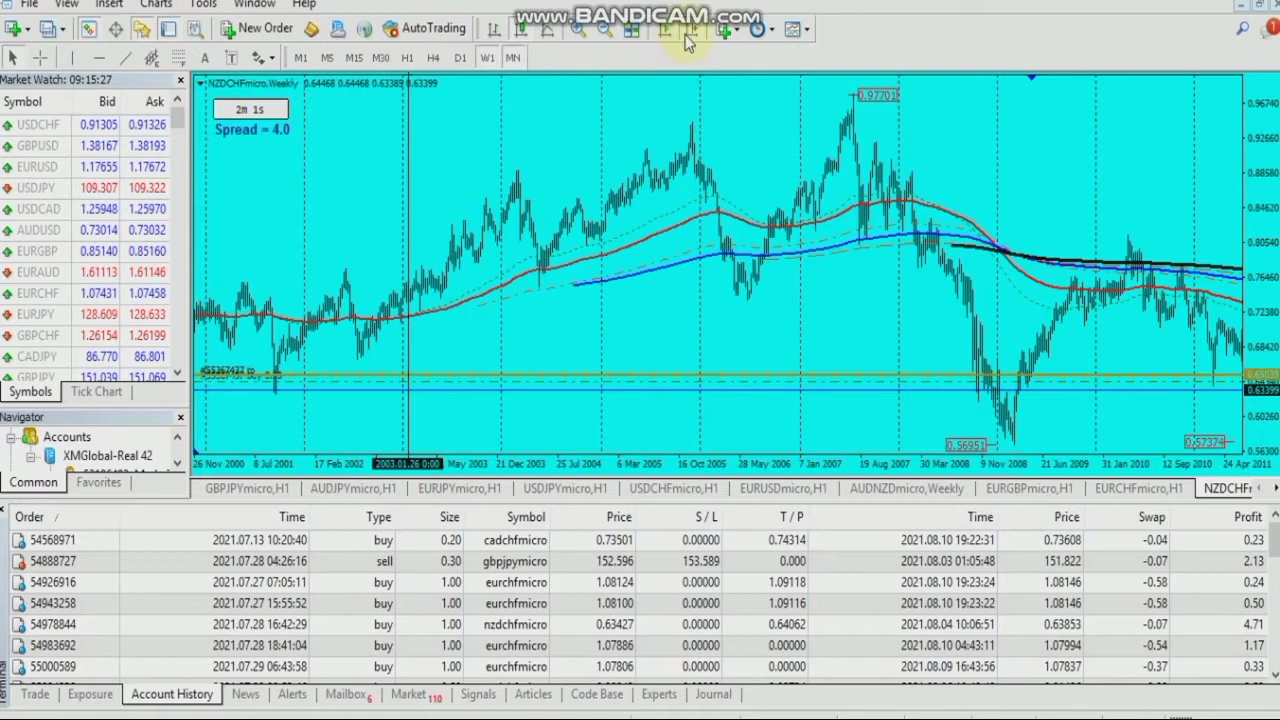 File View Insert Charts Tools Window Help
www.BANDICAM.com
New Order AutoTrading 1
A T M1 M5 M15 M30 H1 H4 D1 W1 MN
Market Watch: 09:15:27
Symbol Bid Ask
USDCHF 0.91305 0.91326
GBPUSD 1.38167 1.38193
EURUSD 1.17655 1.17672
USDJPY 109.307 109.322
USDCAD 1.25948 1.25970
AUDUSD 0.73014 0.73032
EURGBP 0.85140 0.85160
EURAUD 1.61113 1.61146
EURCHF 1.07431 1.07458
EURJPY 128.609 128.633
GBPCHF 1.26154 1.26199
CADJPY 86.770 86.801
GBPJPY 151.039 151.069
Symbols Tick Chart
Navigator
Accounts
XMGlobal-Real 42
Common Favorites
NZDCHFmicro,Weekly 0.64468 0.64468 0.63389 0.63399
2m 1s
Spread = 4.0
0.97701
0.56951
0.57374
0.96740
0.92660
0.88580
0.84620
0.80540
0.76460
0.72380
0.68420
0.63399
0.60260
0.56300
26 Nov 2000 8 Jul 2001 17 Feb 2002 2003.01.26 0:00 May 2003 21 Dec 2003 25 Jul 2004 6 Mar 2005 16 Oct 2005 28 May 2006 7 Jan 2007 19 Aug 2007 30 Mar 2008 9 Nov 2008 21 Jun 2009 31 Jan 2010 12 Sep 2010 24 Apr 2011
GBPJPYmicro,H1 AUDJPYmicro,H1 EURJPYmicro,H1 USDJPYmicro,H1 USDCHFmicro,H1 EURUSDmicro,H1 AUDNZDmicro,Weekly EURGBPmicro,H1 EURCHFmicro,H1 NZDCHF
Order / Time Type Size Symbol Price S / L T / P Time Price Swap Profit
54568971 2021.07.13 10:20:40 buy 0.20 cadchfmicro 0.73501 0.00000 0.74314 2021.08.10 19:22:31 0.73608 -0.04 0.23
54888727 2021.07.28 04:26:16 sell 0.30 gbpjpymicro 152.596 153.589 0.000 2021.08.03 01:05:48 151.822 -0.07 2.13
54926916 2021.07.27 07:05:11 buy 1.00 eurchfmicro 1.08124 0.00000 1.09118 2021.08.10 19:23:24 1.08146 -0.58 0.24
54943258 2021.07.27 15:55:52 buy 1.00 eurchfmicro 1.08100 0.00000 1.09116 2021.08.10 19:23:22 1.08146 -0.58 0.50
54978844 2021.07.28 16:42:29 buy 1.00 nzdchfmicro 0.63427 0.00000 0.64062 2021.08.04 10:06:51 0.63853 -0.07 4.71
54983692 2021.07.28 18:41:04 buy 1.00 eurchfmicro 1.07886 0.00000 0.00000 2021.08.10 04:43:11 1.07994 -0.54 1.17
55000589 2021.07.29 06:43:58 buy 1.00 eurchfmicro 1.07806 0.00000 0.00000 2021.08.09 16:43:56 1.07837 -0.37 0.33
Terminal
Trade Exposure Account History News Alerts Mailbox 6 Market 110 Signals Articles Code Base Experts Journal